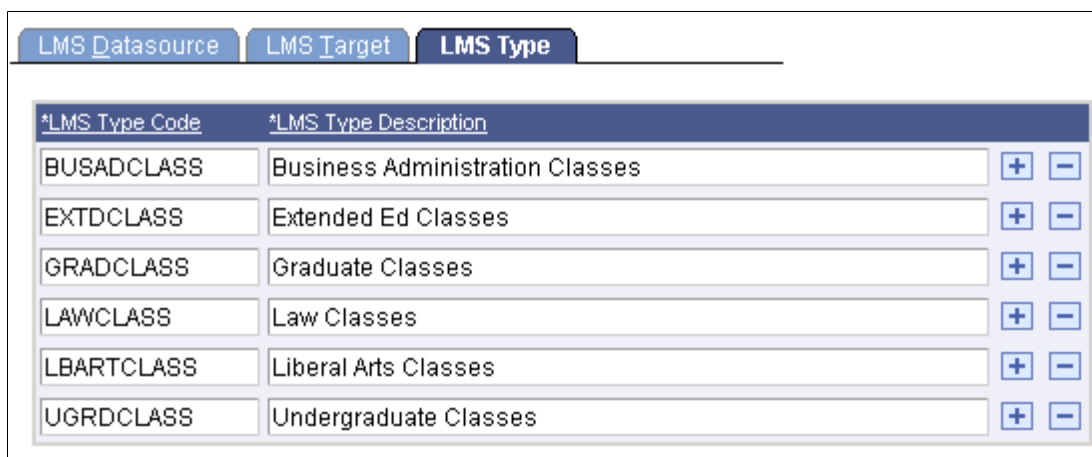 LMS Datasource LMS Target LMS Type
*LMS Type Code *LMS Type Description
BUSADCLASS Business Administration Classes + −
EXTDCLASS Extended Ed Classes + −
GRADCLASS Graduate Classes + −
LAWCLASS Law Classes + −
LBARTCLASS Liberal Arts Classes + −
UGRDCLASS Undergraduate Classes + −